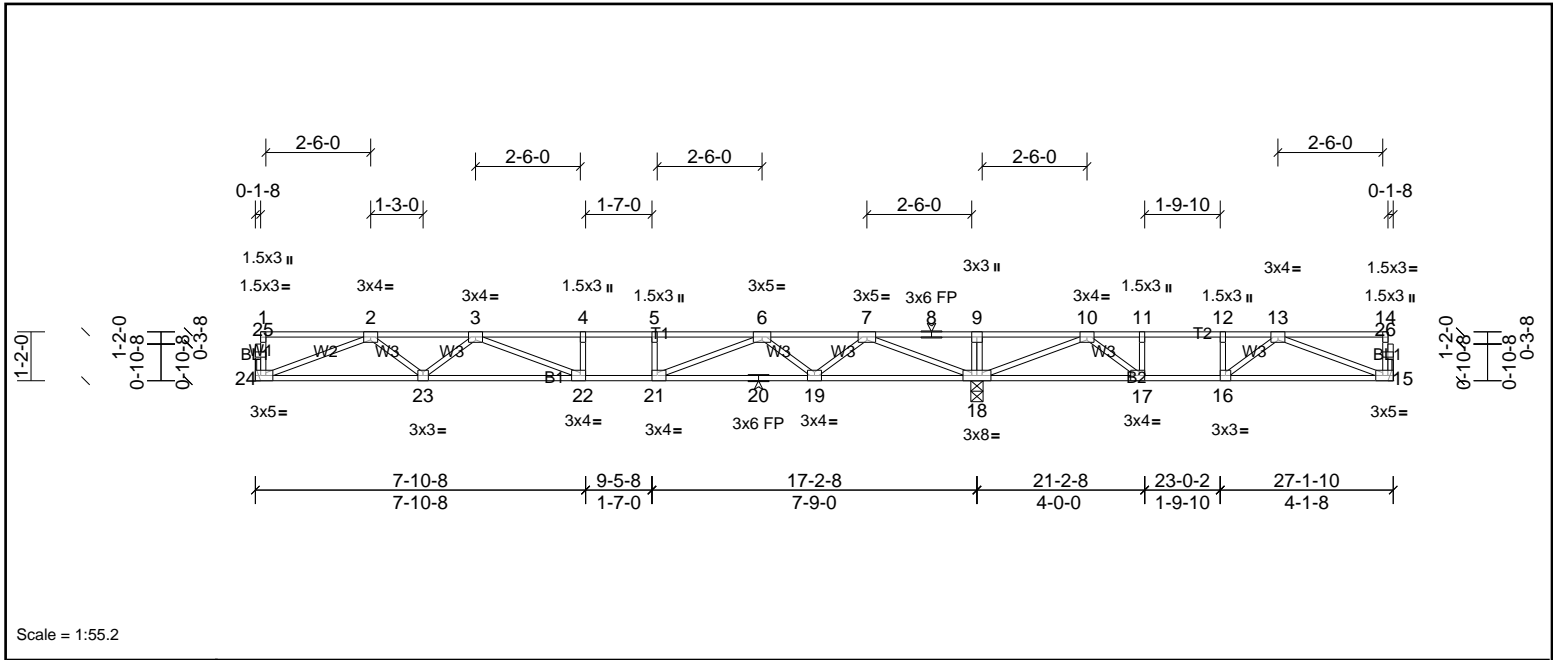 2-6-0
2-6-0 2-6-0 2-6-0 2-6-0
0-1-8 0-1-8
1-3-0 1-7-0 2-6-0 1-9-10
1.5x3 ॥ 3x3 ॥ 3x4= 1.5x3=
1.5x3= 3x4= 3x4= 1.5x3 ॥ 1.5x3 ॥ 3x5= 3x5= 3x6 FP 3x4= 1.5x3 ॥ 1.5x3 ॥ 1.5x3 ॥
1 2 3 4 5 6 7 8 9 10 11 12 13 14
25 T1 T2 26
1-2-0 1-2-0 0-10-8 0-10-8 0-3-8 W1 BL1 W2 W3 W3 W3 W3 W3 W3 BL1 1-2-0 0-10-8 0-10-8 0-3-8
24 B1 B2 15
23 22 21 20 19 18 17 16
3x5= 3x3= 3x4= 3x4= 3x6 FP 3x4= 3x8= 3x4= 3x3= 3x5=
7-10-8 9-5-8 17-2-8 21-2-8 23-0-2 27-1-10
7-10-8 1-7-0 7-9-0 4-0-0 1-9-10 4-1-8
Scale = 1:55.2